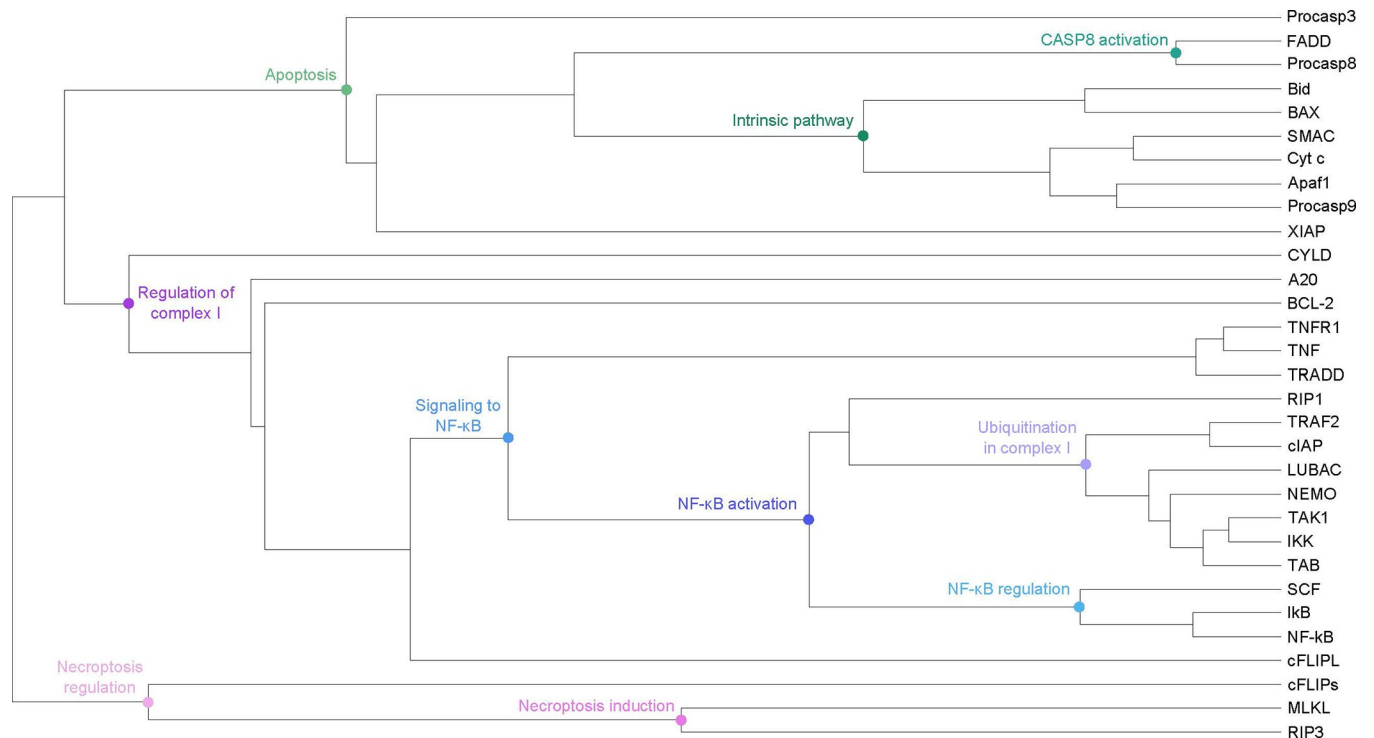 Procasp3
CASP8 activation
FADD
Procasp8
Apoptosis
Bid
BAX
Intrinsic pathway
SMAC
Cyt c
Apaf1
Procasp9
XIAP
CYLD
A20
Regulation of
complex I
BCL-2
TNFR1
TNF
TRADD
RIP1
Signaling to
NF-κB
TRAF2
Ubiquitination
in complex I
cIAP
LUBAC
NEMO
NF-κB activation
TAK1
IKK
TAB
NF-κB regulation
SCF
IkB
NF-kB
cFLIPL
Necroptosis
regulation
cFLIPs
Necroptosis induction
MLKL
RIP3